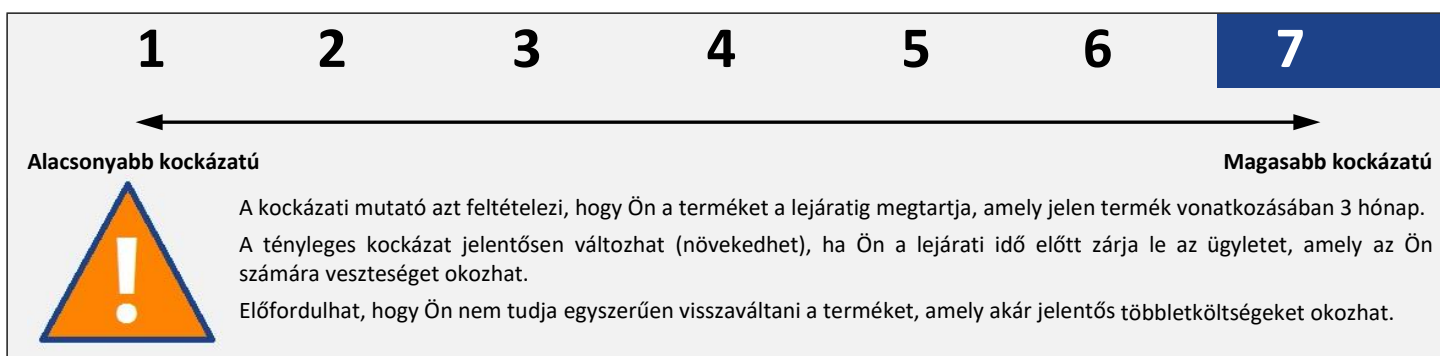 1 2 3 4 5 6 7
Alacsonyabb kockázatú Magasabb kockázatú
A kockázati mutató azt feltételezi, hogy Ön a terméket a lejáratig megtartja, amely jelen termék vonatkozásában 3 hónap.
A tényleges kockázat jelentősen változhat (növekedhet), ha Ön a lejárati idő előtt zárja le az ügyletet, amely az Ön
számára veszteséget okozhat.
Előfordulhat, hogy Ön nem tudja egyszerűen visszaváltani a terméket, amely akár jelentős többletköltségeket okozhat.